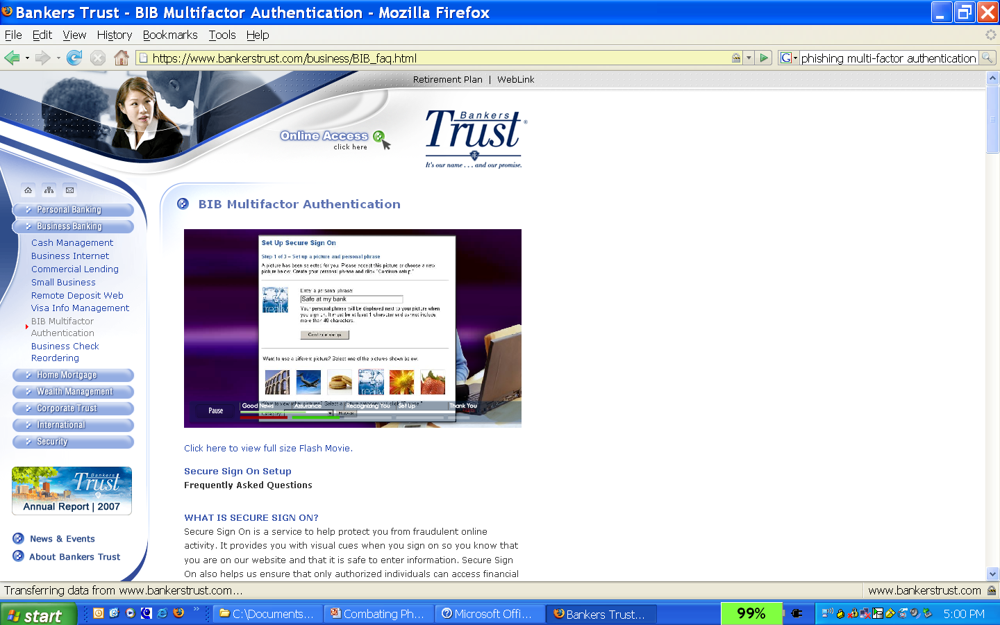 Bankers Trust - BIB Multifactor Authentication - Mozilla Firefox
File Edit View History Bookmarks Tools Help
https://www.bankerstrust.com/business/BIB_faq.html
G
phishing multi-factor authentication
Retirement Plan | WebLink
Online Access
click here
Bankers
Trust®
It's our name . . . and our promise.
Personal Banking
Business Banking
Cash Management
Business Internet
Commercial Lending
Small Business
Remote Deposit Web
Visa Info Management
BIB Multifactor
Authentication
Business Check
Reordering
Home Mortgage
Wealth Management
Corporate Trust
International
Security
Bankers
Trust
Annual Report | 2007
News & Events
About Bankers Trust
BIB Multifactor Authentication
Set Up Secure Sign On
Step 1 of 3 – Set up a picture and personal phrase
A picture has been selected for you. Please accept this picture or choose a new
picture below. Create your personal phrase and click "Continue setup."
really
Enter a personal phrase:
Safe at my bank
Your personal phrase will be displayed next to your picture when
you sign on. It must be at least 1 character and cannot include
more than 40 characters.
Continue setup
Want to use a different picture? Select one of the pictures shown below.
really
Pause
Good News
Assurance
Recognizing You
Set Up
Thank You
Category
Browse
Click here to view full size Flash Movie.
Secure Sign On Setup
Frequently Asked Questions
WHAT IS SECURE SIGN ON?
Secure Sign On is a service to help protect you from fraudulent online
activity. It provides you with visual cues when you sign on so you know that
you are on our website and that it is safe to enter information. Secure Sign
On also helps us ensure that only authorized individuals can access financial
Transferring data from www.bankerstrust.com...
www.bankerstrust.com
start
C:\Documents...
Combating Ph...
Microsoft Offi...
Bankers Trust...
99%
5:00 PM